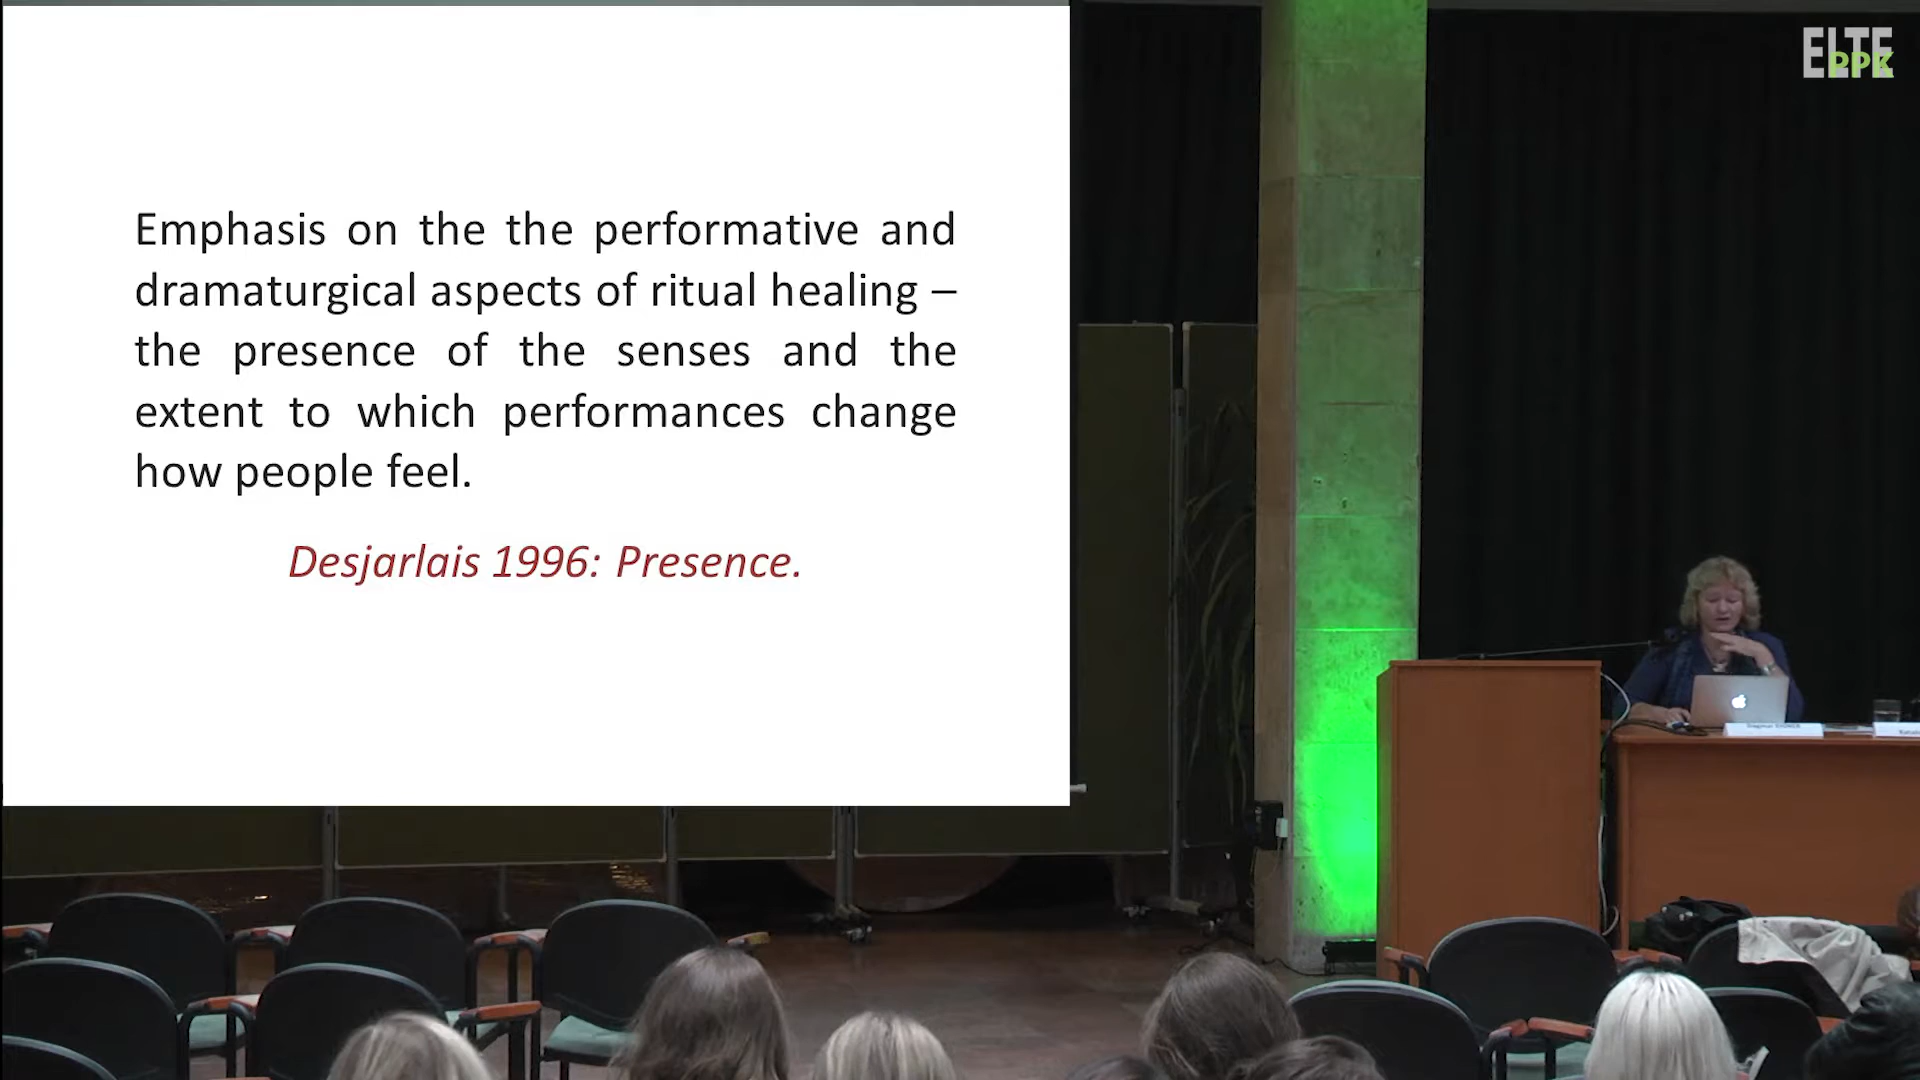 Emphasis on the the performative and
dramaturgical aspects of ritual healing –
the presence of the senses and the
extent to which performances change
how people feel.
Desjarlais 1996: Presence.
ELTE
PPK